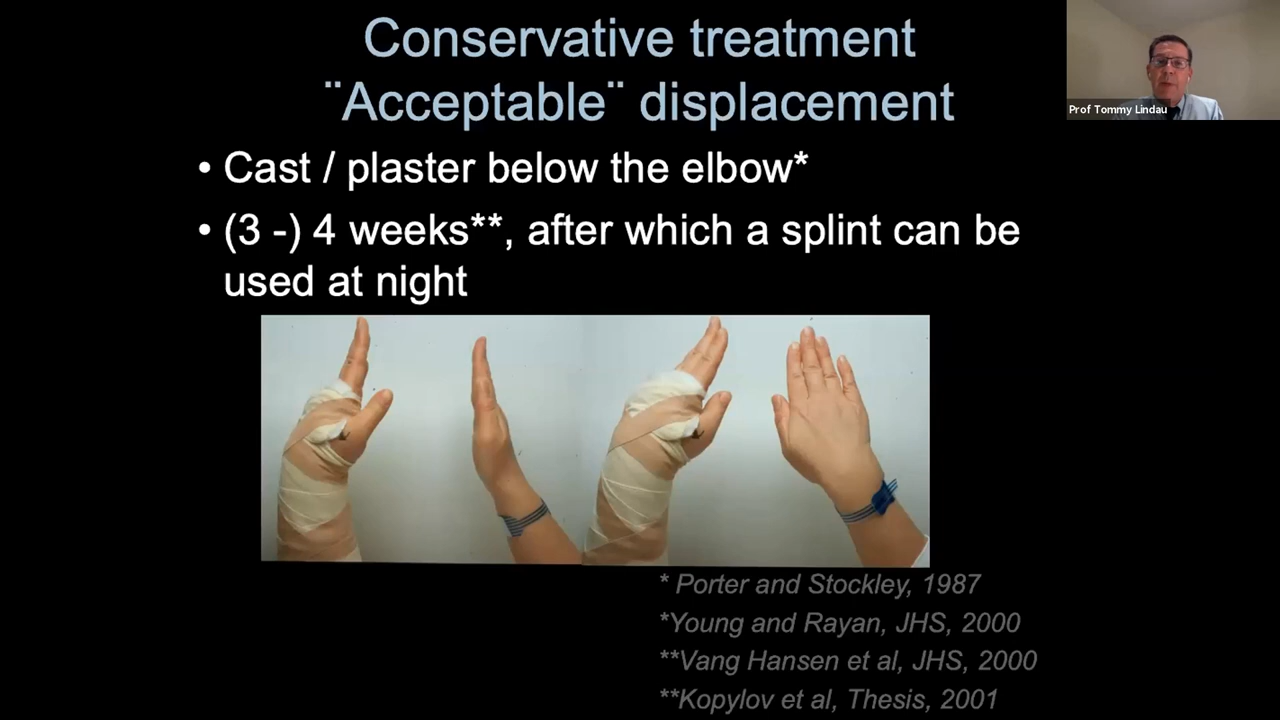 Conservative treatment
¨Acceptable¨ displacement
Prof Tommy Lindau
• Cast / plaster below the elbow*
• (3 -) 4 weeks**, after which a splint can be
used at night
* Porter and Stockley, 1987
*Young and Rayan, JHS, 2000
**Vang Hansen et al, JHS, 2000
**Kopylov et al, Thesis, 2001